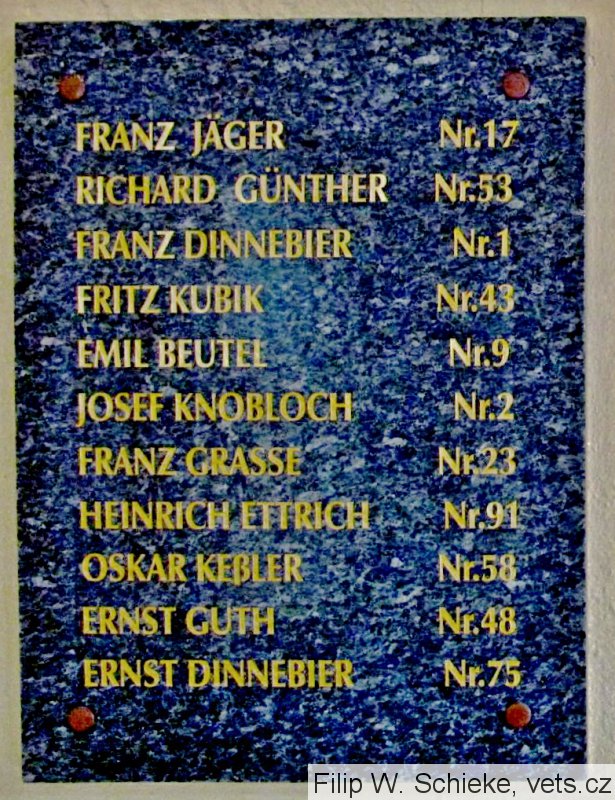 FRANZ JÄGER Nr.17
RICHARD GÜNTHER Nr.53
FRANZ DINNEBIER Nr.1
FRITZ KUBIK Nr.43
EMIL BEUTEL Nr.9
JOSEF KNOBLOCH Nr.2
FRANZ GRASSE Nr.23
HEINRICH ETTRICH Nr.91
OSKAR KEßLER Nr.58
ERNST GUTH Nr.48
ERNST DINNEBIER Nr.75
Filip W. Schieke, vets.cz